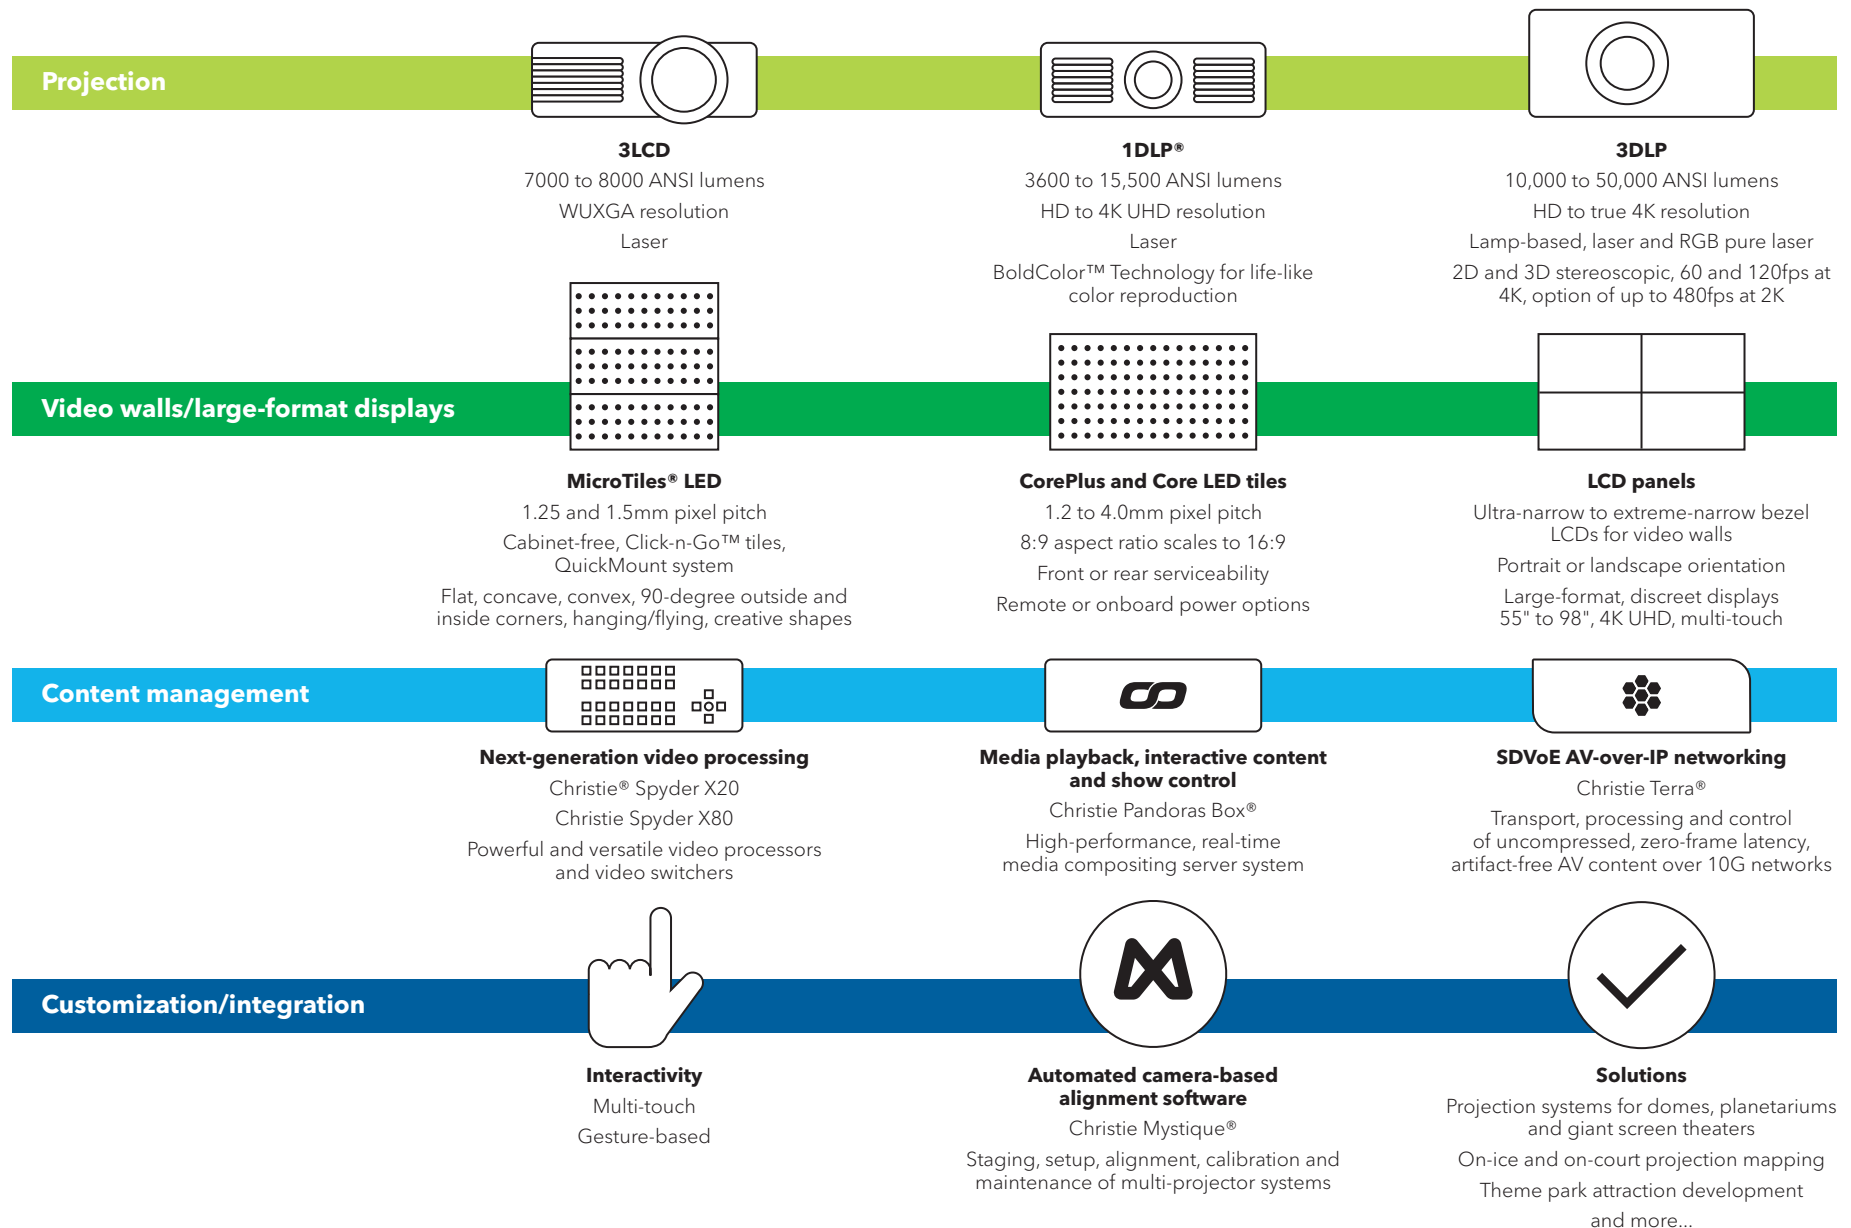 Projection
3LCD
7000 to 8000 ANSI lumens
WUXGA resolution
Laser
1DLP®
3600 to 15,500 ANSI lumens
HD to 4K UHD resolution
Laser
BoldColor™ Technology for life-like
color reproduction
3DLP
10,000 to 50,000 ANSI lumens
HD to true 4K resolution
Lamp-based, laser and RGB pure laser
2D and 3D stereoscopic, 60 and 120fps at
4K, option of up to 480fps at 2K
Video walls/large-format displays
MicroTiles® LED
1.25 and 1.5mm pixel pitch
Cabinet-free, Click-n-Go™ tiles,
QuickMount system
Flat, concave, convex, 90-degree outside and
inside corners, hanging/flying, creative shapes
CorePlus and Core LED tiles
1.2 to 4.0mm pixel pitch
8:9 aspect ratio scales to 16:9
Front or rear serviceability
Remote or onboard power options
LCD panels
Ultra-narrow to extreme-narrow bezel
LCDs for video walls
Portrait or landscape orientation
Large-format, discreet displays
55" to 98", 4K UHD, multi-touch
Content management
Next-generation video processing
Christie® Spyder X20
Christie Spyder X80
Powerful and versatile video processors
and video switchers
Media playback, interactive content
and show control
Christie Pandoras Box®
High-performance, real-time
media compositing server system
SDVoE AV-over-IP networking
Christie Terra®
Transport, processing and control
of uncompressed, zero-frame latency,
artifact-free AV content over 10G networks
Customization/integration
Interactivity
Multi-touch
Gesture-based
Automated camera-based
alignment software
Christie Mystique®
Staging, setup, alignment, calibration and
maintenance of multi-projector systems
Solutions
Projection systems for domes, planetariums
and giant screen theaters
On-ice and on-court projection mapping
Theme park attraction development
and more...